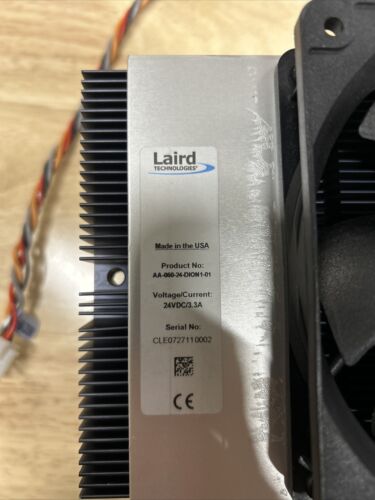 Laird
TECHNOLOGIES®
Made in the USA
Product No:
AA-060-24-DION1-01
Voltage/Current:
24VDC/3.3A
Serial No:
CLE0727110002
CE